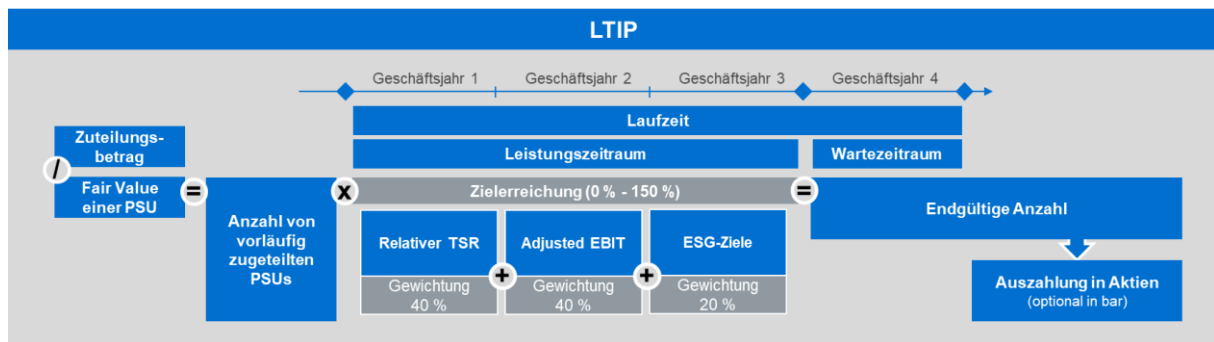 LTIP
Geschäftsjahr 1
Geschäftsjahr 2
Geschäftsjahr 3
Geschäftsjahr 4
Laufzeit
Leistungszeitraum
Wartezeitraum
Zuteilungs-
betrag
/
Fair Value
einer PSU
=
Anzahl von
vorläufig
zugeteilten
PSUs
x
Zielerreichung (0 % - 150 %)
=
Relativer TSR
Gewichtung
40 %
+
Adjusted EBIT
Gewichtung
40 %
+
ESG-Ziele
Gewichtung
20 %
Endgültige Anzahl
Auszahlung in Aktien
(optional in bar)